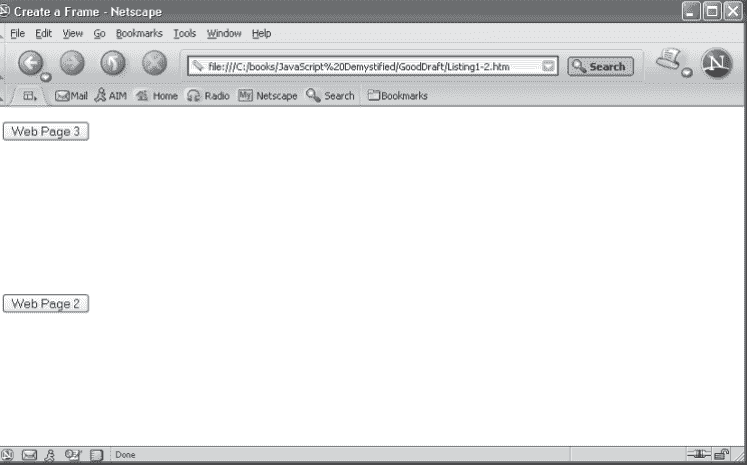 Create a Frame - Netscape
File Edit View Go Bookmarks Tools Window Help
file:///C:/books/JavaScript%20Demystified/GoodDraft/Listing1-2.htm Search N
Mail AIM Home Radio My Netscape Search Bookmarks
Web Page 3
Web Page 2
Done